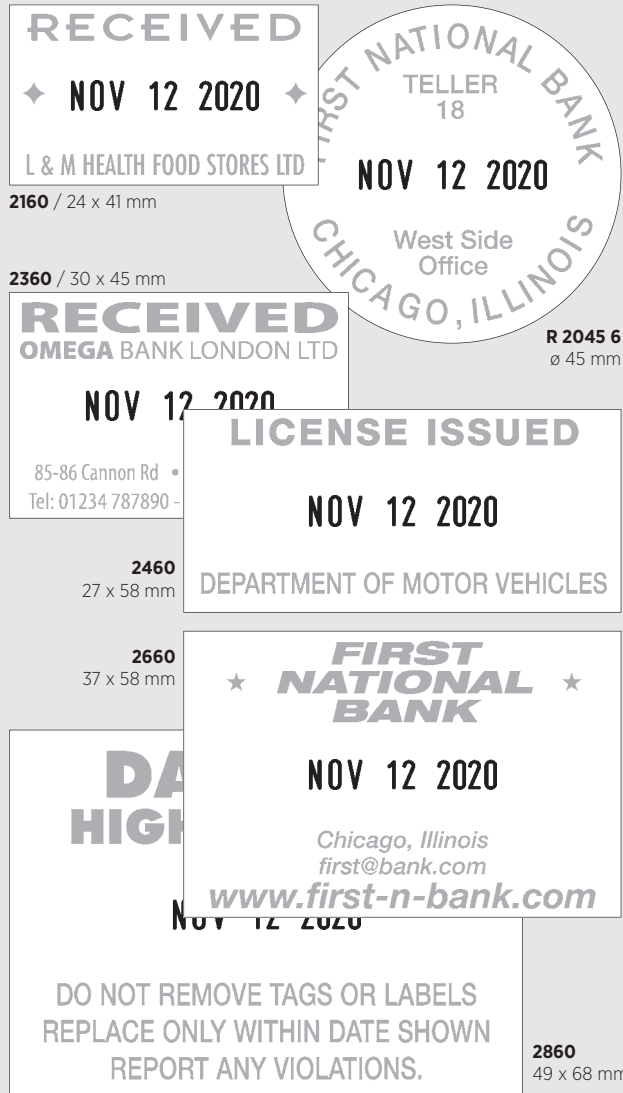 RECEIVED
NOV 12 2020
L & M HEALTH FOOD STORES LTD
2160 / 24 x 41 mm
FIRST NATIONAL BANK
TELLER
18
NOV 12 2020
West Side
Office
CHICAGO, ILLINOIS
R 2045 6
ø 45 mm
2360 / 30 x 45 mm
RECEIVED
OMEGA BANK LONDON LTD
NOV 12 2020
85-86 Cannon Rd •
Tel: 01234 787890 -
LICENSE ISSUED
NOV 12 2020
DEPARTMENT OF MOTOR VEHICLES
2460
27 x 58 mm
2660
37 x 58 mm
FIRST
NATIONAL
BANK
NOV 12 2020
Chicago, Illinois
first@bank.com
www.first-n-bank.com
NOV 12 2020
DO NOT REMOVE TAGS OR LABELS
REPLACE ONLY WITHIN DATE SHOWN
REPORT ANY VIOLATIONS.
2860
49 x 68 mm